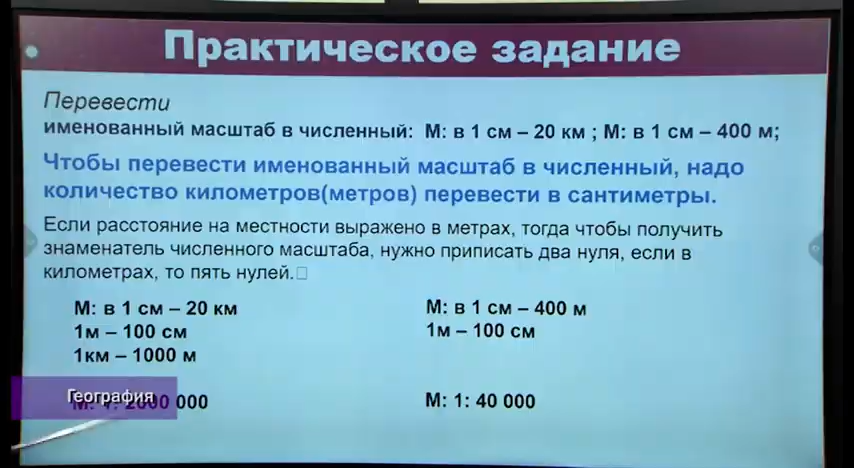 Практическое задание
Перевести
именованный масштаб в численный: М: в 1 см – 20 км ; М: в 1 см – 400 м;
Чтобы перевести именованный масштаб в численный, надо
количество километров(метров) перевести в сантиметры.
Если расстояние на местности выражено в метрах, тогда чтобы получить
знаменатель численного масштаба, нужно приписать два нуля, если в
километрах, то пять нулей.
М: в 1 см – 20 км
1м – 100 см
1км – 1000 м
М: 1: 2000 000
М: в 1 см – 400 м
1м – 100 см
М: 1: 40 000
География